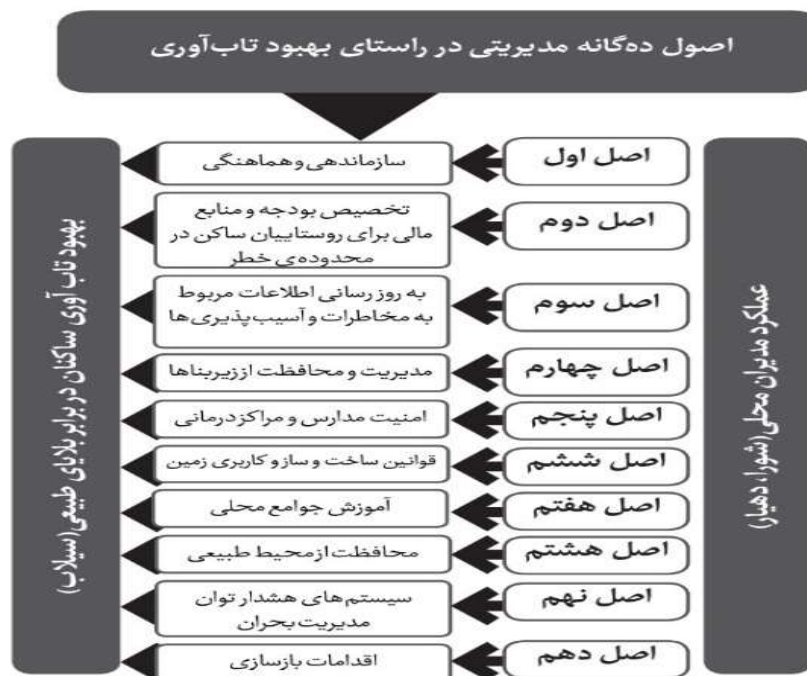 اصول ده‌گانه مدیریتی در راستای بهبود تاب‌آوری
عملکرد مدیران محلی (شورا، دهیار)
اصل اول
سازماندهی و هماهنگی
اصل دوم
تخصیص بودجه و منابع
مالی برای روستاییان ساکن در
محدوده‌ی خطر
اصل سوم
به روز رسانی اطلاعات مربوط
به مخاطرات و آسیب‌پذیری‌ها
اصل چهارم
مدیریت و محافظت از زیربناها
اصل پنجم
امنیت مدارس و مراکز درمانی
اصل ششم
قوانین ساخت و ساز و کاربری زمین
اصل هفتم
آموزش جوامع محلی
اصل هشتم
محافظت از محیط طبیعی
اصل نهم
سیستم‌های هشدار توان
مدیریت بحران
اصل دهم
اقدامات بازسازی
بهبود تاب آوری ساکنان در برابر بلایای طبیعی (سیلاب)